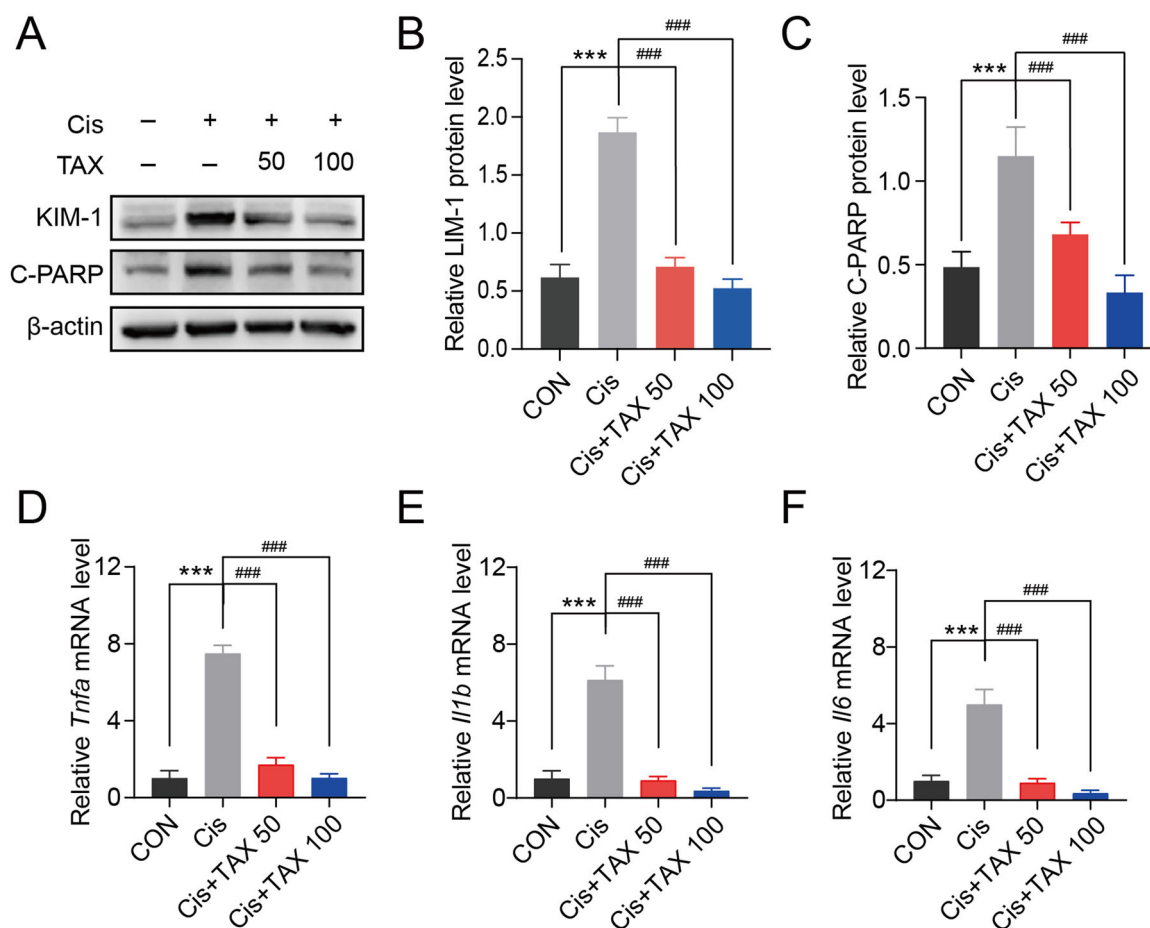 A
Cis − + + +
TAX − − 50 100
KIM-1
C-PARP
β-actin
B
Relative LIM-1 protein level
2.5
2.0
1.5
1.0
0.5
0.0
***
###
###
CON
Cis
Cis+TAX 50
Cis+TAX 100
C
Relative C-PARP protein level
1.5
1.0
0.5
0.0
***
###
###
CON
Cis
Cis+TAX 50
Cis+TAX 100
D
Relative Tnfa mRNA level
12
8
4
0
***
###
###
CON
Cis
Cis+TAX 50
Cis+TAX 100
E
Relative Il1b mRNA level
12
8
4
0
***
###
###
CON
Cis
Cis+TAX 50
Cis+TAX 100
F
Relative Il6 mRNA level
12
8
4
0
***
###
###
CON
Cis
Cis+TAX 50
Cis+TAX 100